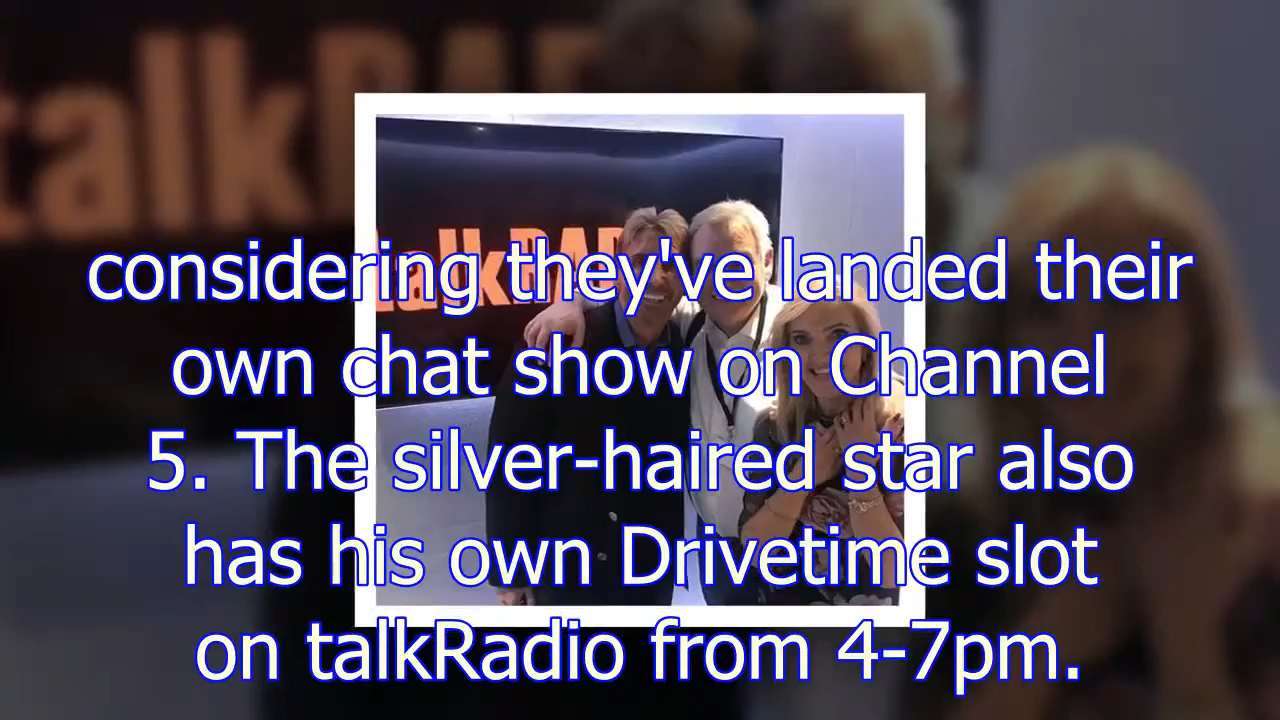 talkRAD
considering they've landed their
own chat show on Channel
5. The silver-haired star also
has his own Drivetime slot
on talkRadio from 4-7pm.